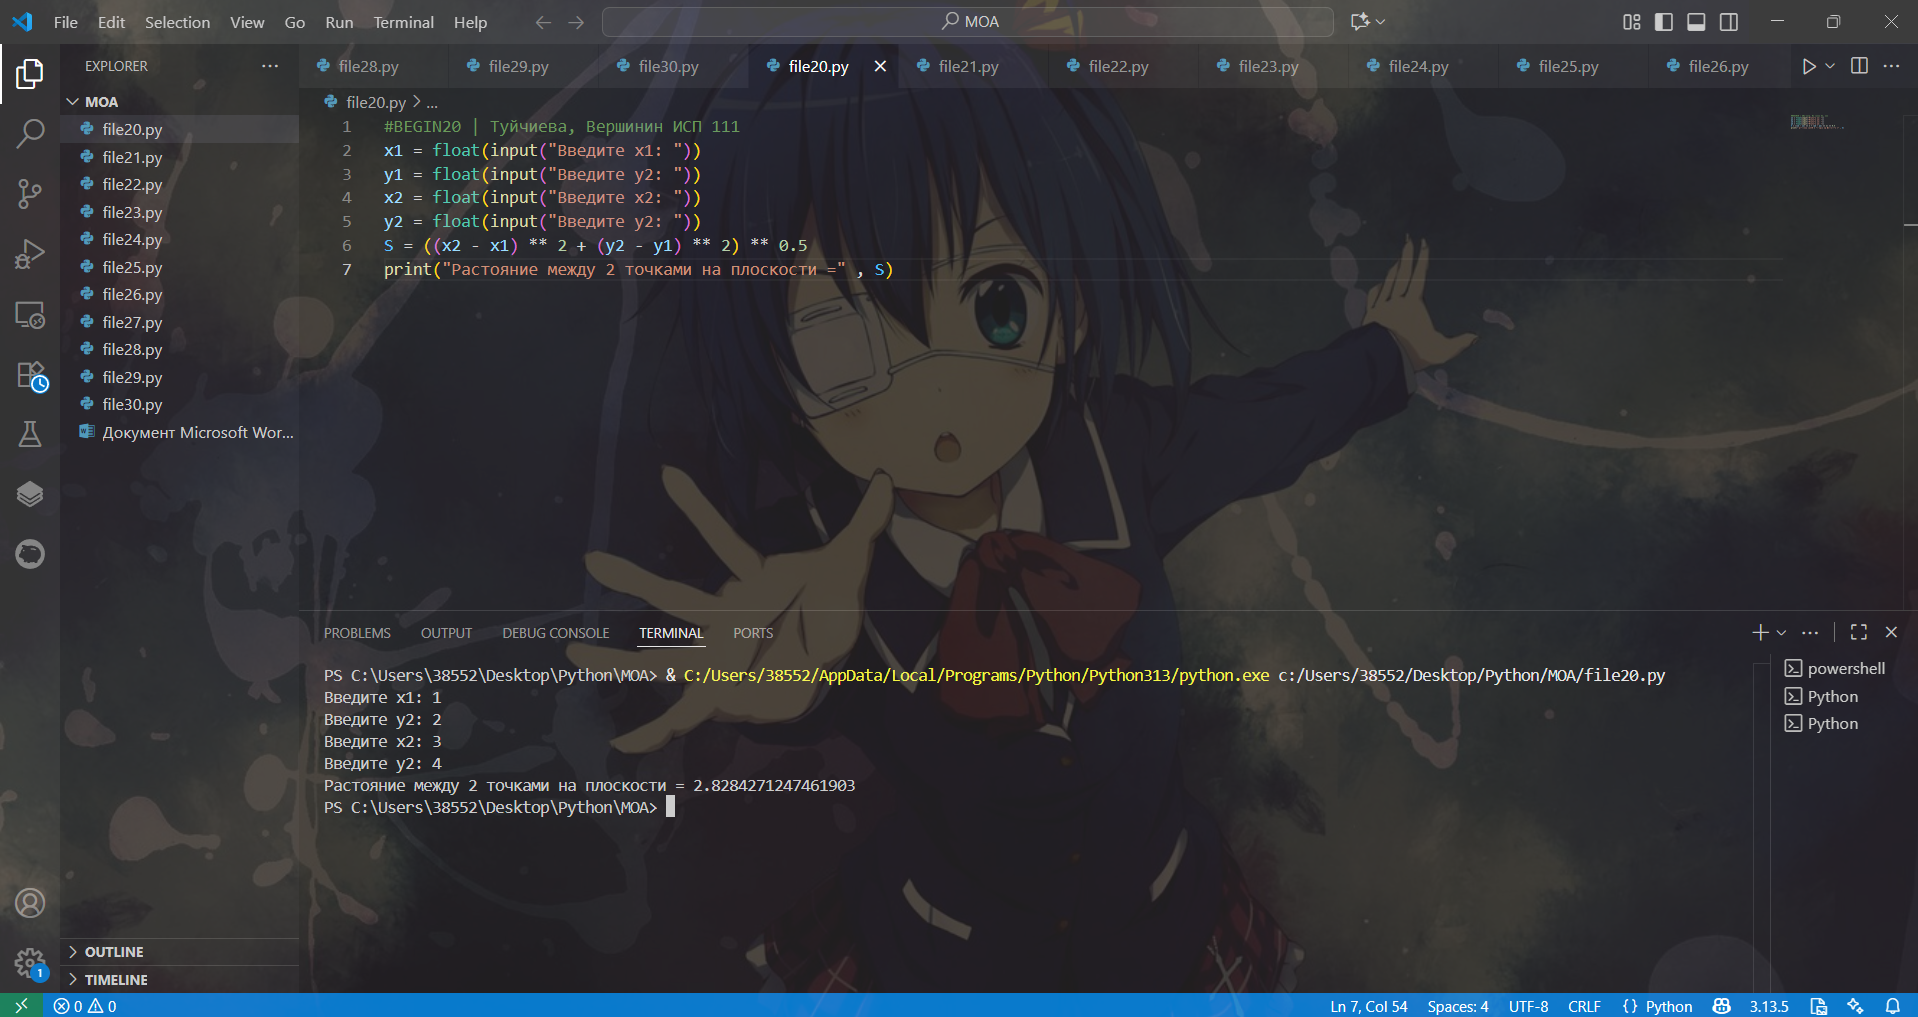 File Edit Selection View Go Run Terminal Help
MOA
EXPLORER
file28.py file29.py file30.py file20.py file21.py file22.py file23.py file24.py file25.py file26.py
MOA
file20.py
file21.py
file22.py
file23.py
file24.py
file25.py
file26.py
file27.py
file28.py
file29.py
file30.py
Документ Microsoft Wor...
OUTLINE
TIMELINE
file20.py > ...
1 #BEGIN20 | Туйчиева, Вершинин ИСП 111
2 x1 = float(input("Введите x1: "))
3 y1 = float(input("Введите y2: "))
4 x2 = float(input("Введите x2: "))
5 y2 = float(input("Введите y2: "))
6 S = ((x2 - x1) ** 2 + (y2 - y1) ** 2) ** 0.5
7 print("Растояние между 2 точками на плоскости =" , S)
PROBLEMS OUTPUT DEBUG CONSOLE TERMINAL PORTS
PS C:\Users\38552\Desktop\Python\MOA> & C:/Users/38552/AppData/Local/Programs/Python/Python313/python.exe c:/Users/38552/Desktop/Python/MOA/file20.py
Введите x1: 1
Введите y2: 2
Введите x2: 3
Введите y2: 4
Растояние между 2 точками на плоскости = 2.8284271247461903
PS C:\Users\38552\Desktop\Python\MOA>
powershell
Python
Python
1
0 0
Ln 7, Col 54 Spaces: 4 UTF-8 CRLF {} Python 3.13.5